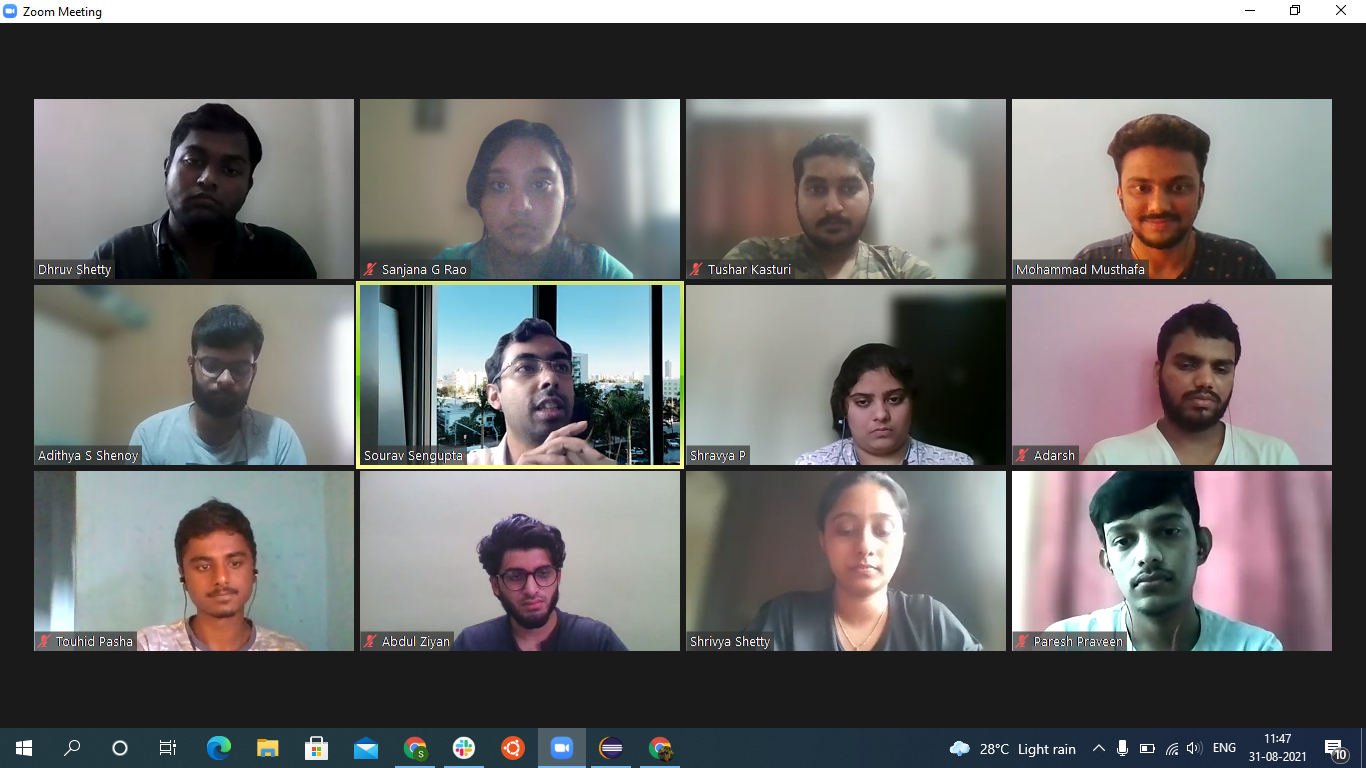 Zoom Meeting
Dhruv Shetty
Sanjana G Rao
Tushar Kasturi
Mohammad Musthafa
Adithya S Shenoy
Sourav Sengupta
Shravya P
Adarsh
Touhid Pasha
Abdul Ziyan
Shrivya Shetty
Paresh Praveen
S
28°C Light rain
ENG
11:47
31-08-2021
10